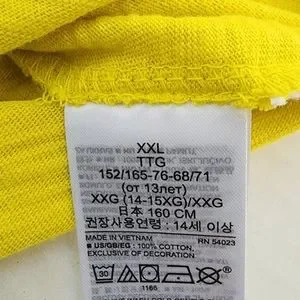 XXL
TTG
152/165-76-68/71
(от 13лет)
XXG (14-15XG)/XXG
日本 160 CM
권장사용연령 : 14세 이상
MADE IN VIETNAM
RN 54023
■ US/GB/EG : 100% COTTON,
EXCLUSIVE OF DECORATION
30
1165